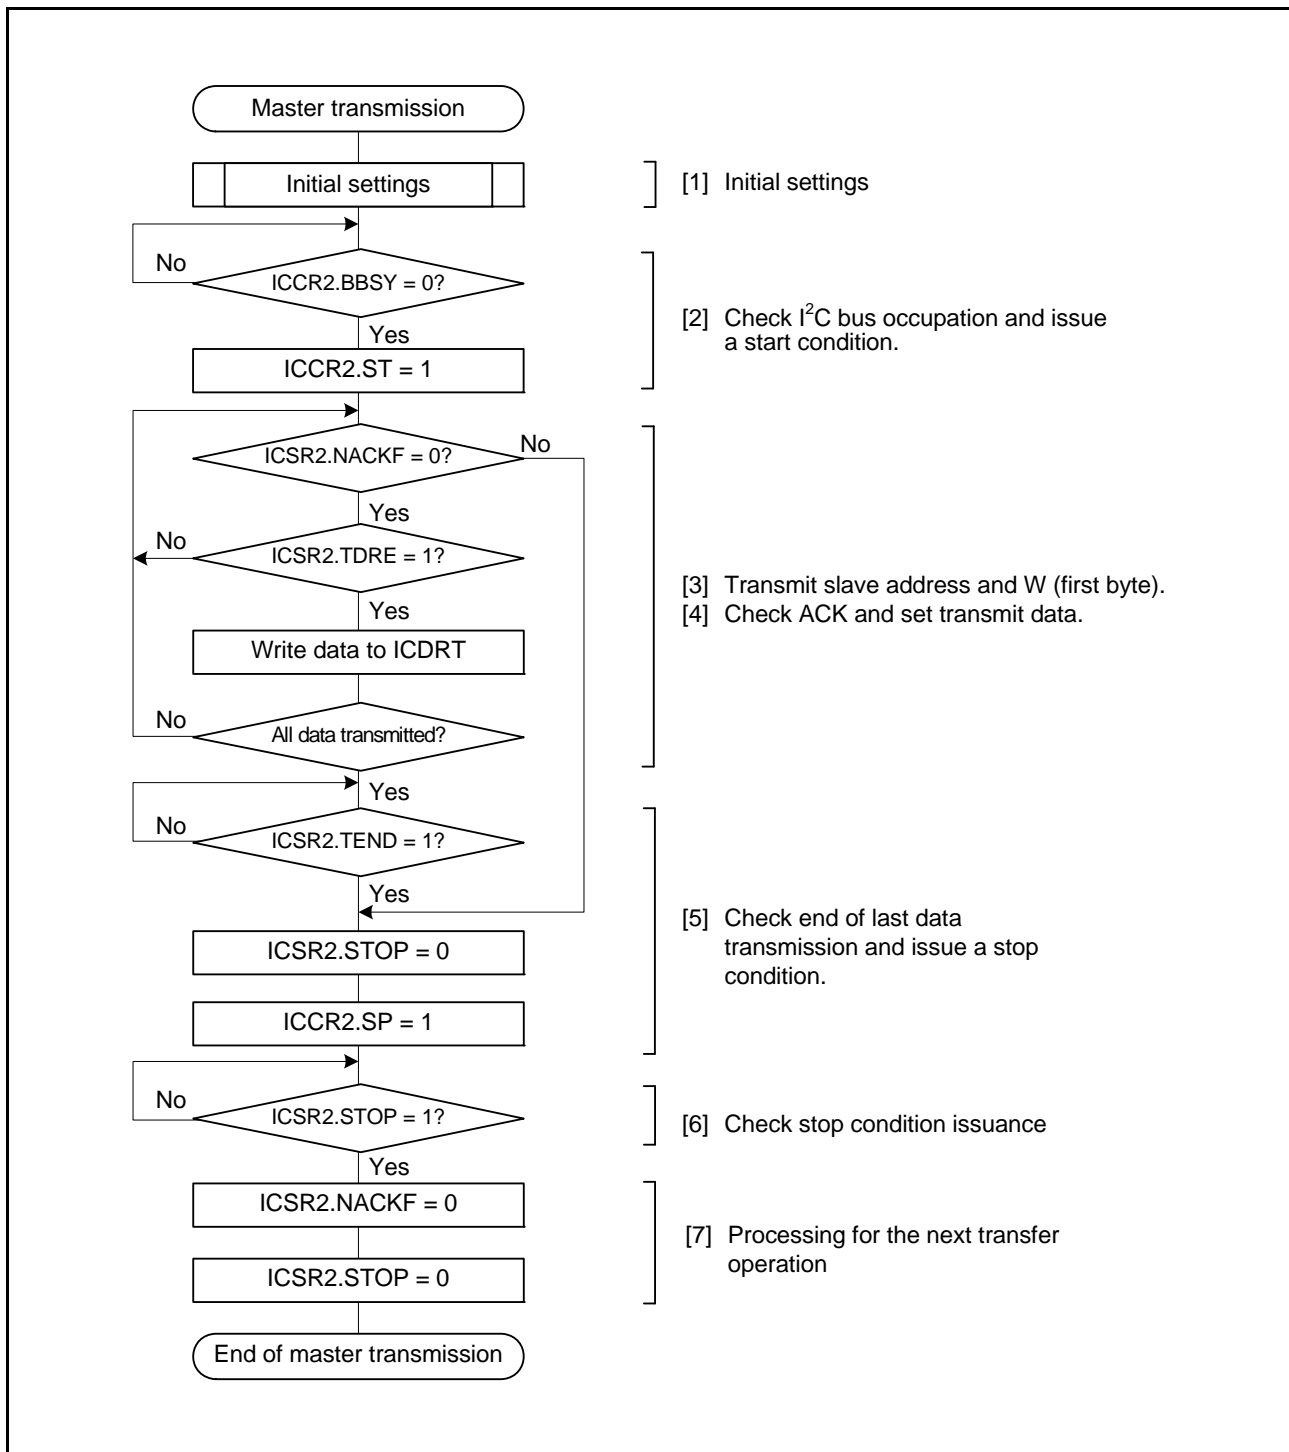 Master transmission
Initial settings
[1] Initial settings
No
ICCR2.BBSY = 0?
Yes
[2] Check I²C bus occupation and issue
a start condition.
ICCR2.ST = 1
ICSR2.NACKF = 0?
No
Yes
No
ICSR2.TDRE = 1?
Yes
[3] Transmit slave address and W (first byte).
[4] Check ACK and set transmit data.
Write data to ICDRT
No
All data transmitted?
Yes
No
ICSR2.TEND = 1?
Yes
[5] Check end of last data
transmission and issue a stop
condition.
ICSR2.STOP = 0
ICCR2.SP = 1
No
ICSR2.STOP = 1?
[6] Check stop condition issuance
Yes
ICSR2.NACKF = 0
[7] Processing for the next transfer
operation
ICSR2.STOP = 0
End of master transmission